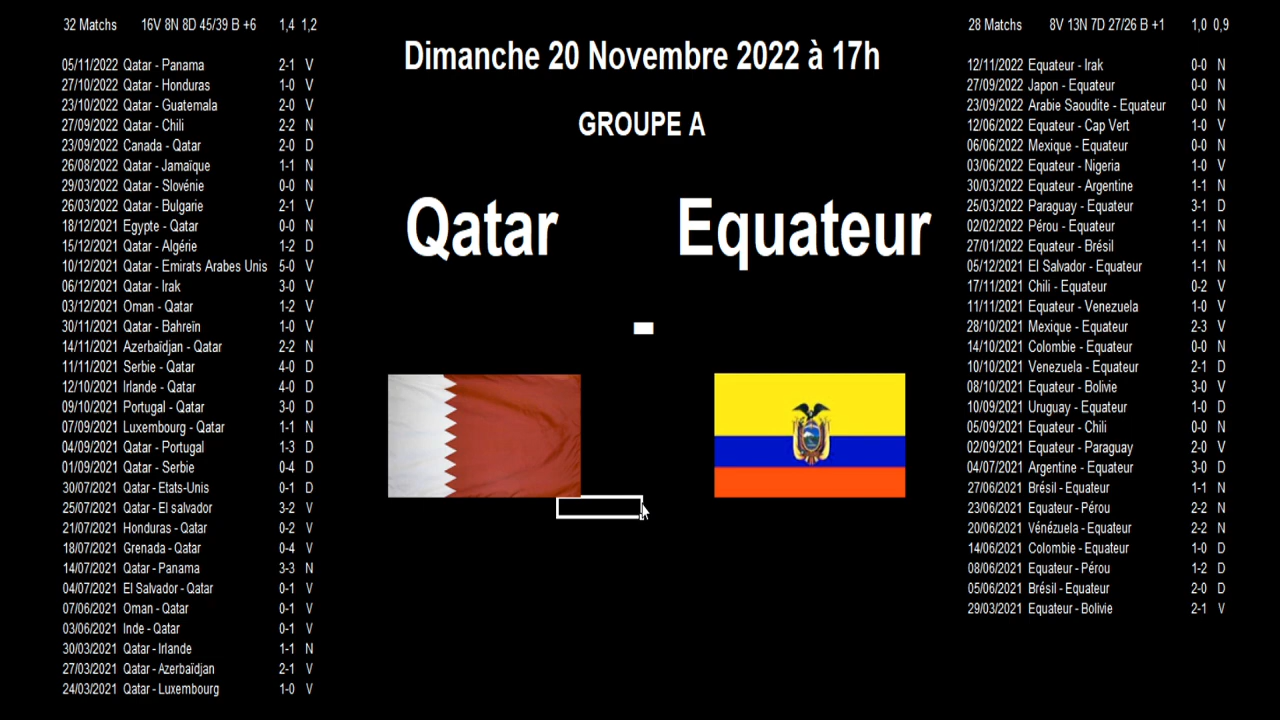 32 Matchs 16V 8N 8D 45/39 B +6 1,4 1,2
05/11/2022 Qatar - Panama 2-1 V
27/10/2022 Qatar - Honduras 1-0 V
23/10/2022 Qatar - Guatemala 2-0 V
27/09/2022 Qatar - Chili 2-2 N
23/09/2022 Canada - Qatar 2-0 D
26/08/2022 Qatar - Jamaïque 1-1 N
29/03/2022 Qatar - Slovénie 0-0 N
26/03/2022 Qatar - Bulgarie 2-1 V
18/12/2021 Egypte - Qatar 0-0 N
15/12/2021 Qatar - Algérie 1-2 D
10/12/2021 Qatar - Emirats Arabes Unis 5-0 V
06/12/2021 Qatar - Irak 3-0 V
03/12/2021 Oman - Qatar 1-2 V
30/11/2021 Qatar - Bahreïn 1-0 V
14/11/2021 Azerbaïdjan - Qatar 2-2 N
11/11/2021 Serbie - Qatar 4-0 D
12/10/2021 Irlande - Qatar 4-0 D
09/10/2021 Portugal - Qatar 3-0 D
07/09/2021 Luxembourg - Qatar 1-1 N
04/09/2021 Qatar - Portugal 1-3 D
01/09/2021 Qatar - Serbie 0-4 D
30/07/2021 Qatar - Etats-Unis 0-1 D
25/07/2021 Qatar - El salvador 3-2 V
21/07/2021 Honduras - Qatar 0-2 V
18/07/2021 Grenada - Qatar 0-4 V
14/07/2021 Qatar - Panama 3-3 N
04/07/2021 El Salvador - Qatar 0-1 V
07/06/2021 Oman - Qatar 0-1 V
03/06/2021 Inde - Qatar 0-1 V
30/03/2021 Qatar - Irlande 1-1 N
27/03/2021 Qatar - Azerbaïdjan 2-1 V
24/03/2021 Qatar - Luxembourg 1-0 V
Dimanche 20 Novembre 2022 à 17h
GROUPE A
Qatar
-
Equateur
28 Matchs 8V 13N 7D 27/26 B +1 1,0 0,9
12/11/2022 Equateur - Irak 0-0 N
27/09/2022 Japon - Equateur 0-0 N
23/09/2022 Arabie Saoudite - Equateur 0-0 N
12/06/2022 Equateur - Cap Vert 1-0 V
06/06/2022 Mexique - Equateur 0-0 N
03/06/2022 Equateur - Nigeria 1-0 V
30/03/2022 Equateur - Argentine 1-1 N
25/03/2022 Paraguay - Equateur 3-1 D
02/02/2022 Pérou - Equateur 1-1 N
27/01/2022 Equateur - Brésil 1-1 N
05/12/2021 El Salvador - Equateur 1-1 N
17/11/2021 Chili - Equateur 0-2 V
11/11/2021 Equateur - Venezuela 1-0 V
28/10/2021 Mexique - Equateur 2-3 V
14/10/2021 Colombie - Equateur 0-0 N
10/10/2021 Venezuela - Equateur 2-1 D
08/10/2021 Equateur - Bolivie 3-0 V
10/09/2021 Uruguay - Equateur 1-0 D
05/09/2021 Equateur - Chili 0-0 N
02/09/2021 Equateur - Paraguay 2-0 V
04/07/2021 Argentine - Equateur 3-0 D
27/06/2021 Brésil - Equateur 1-1 N
23/06/2021 Equateur - Pérou 2-2 N
20/06/2021 Vénézuela - Equateur 2-2 N
14/06/2021 Colombie - Equateur 1-0 D
08/06/2021 Equateur - Pérou 1-2 D
05/06/2021 Brésil - Equateur 2-0 D
29/03/2021 Equateur - Bolivie 2-1 V